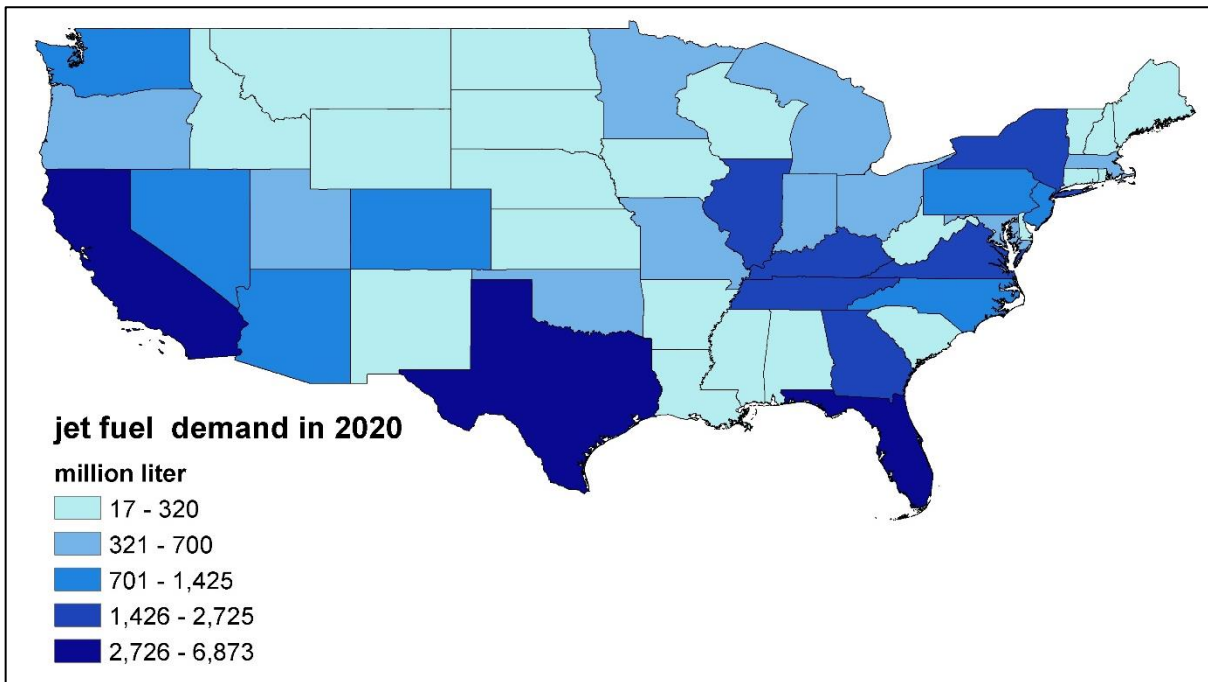 jet fuel  demand in 2020
million liter
17 - 320
321 - 700
701 - 1,425
1,426 - 2,725
2,726 - 6,873